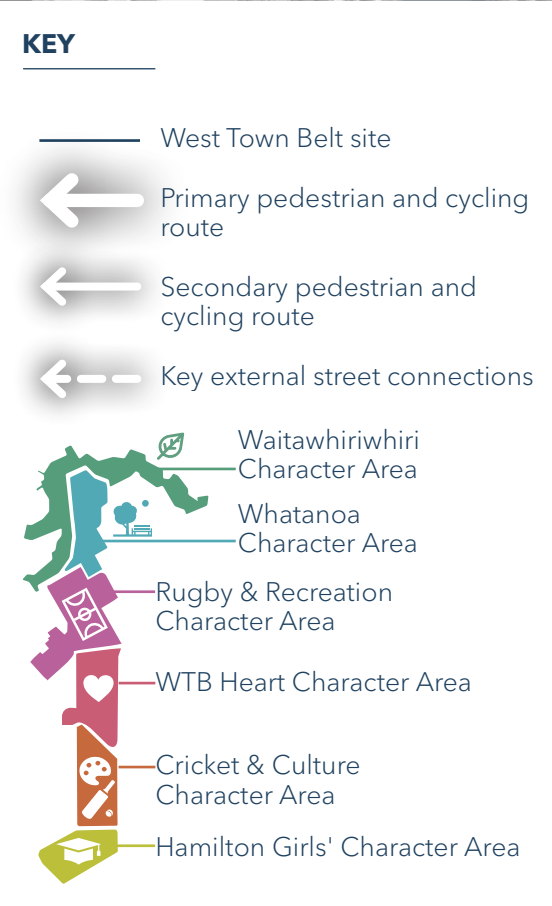 KEY
West Town Belt site
Primary pedestrian and cycling
route
Secondary pedestrian and
cycling route
Key external street connections
Waitawhiriwhiri
Character Area
Whatanoa
Character Area
Rugby & Recreation
Character Area
WTB Heart Character Area
Cricket & Culture
Character Area
Hamilton Girls' Character Area